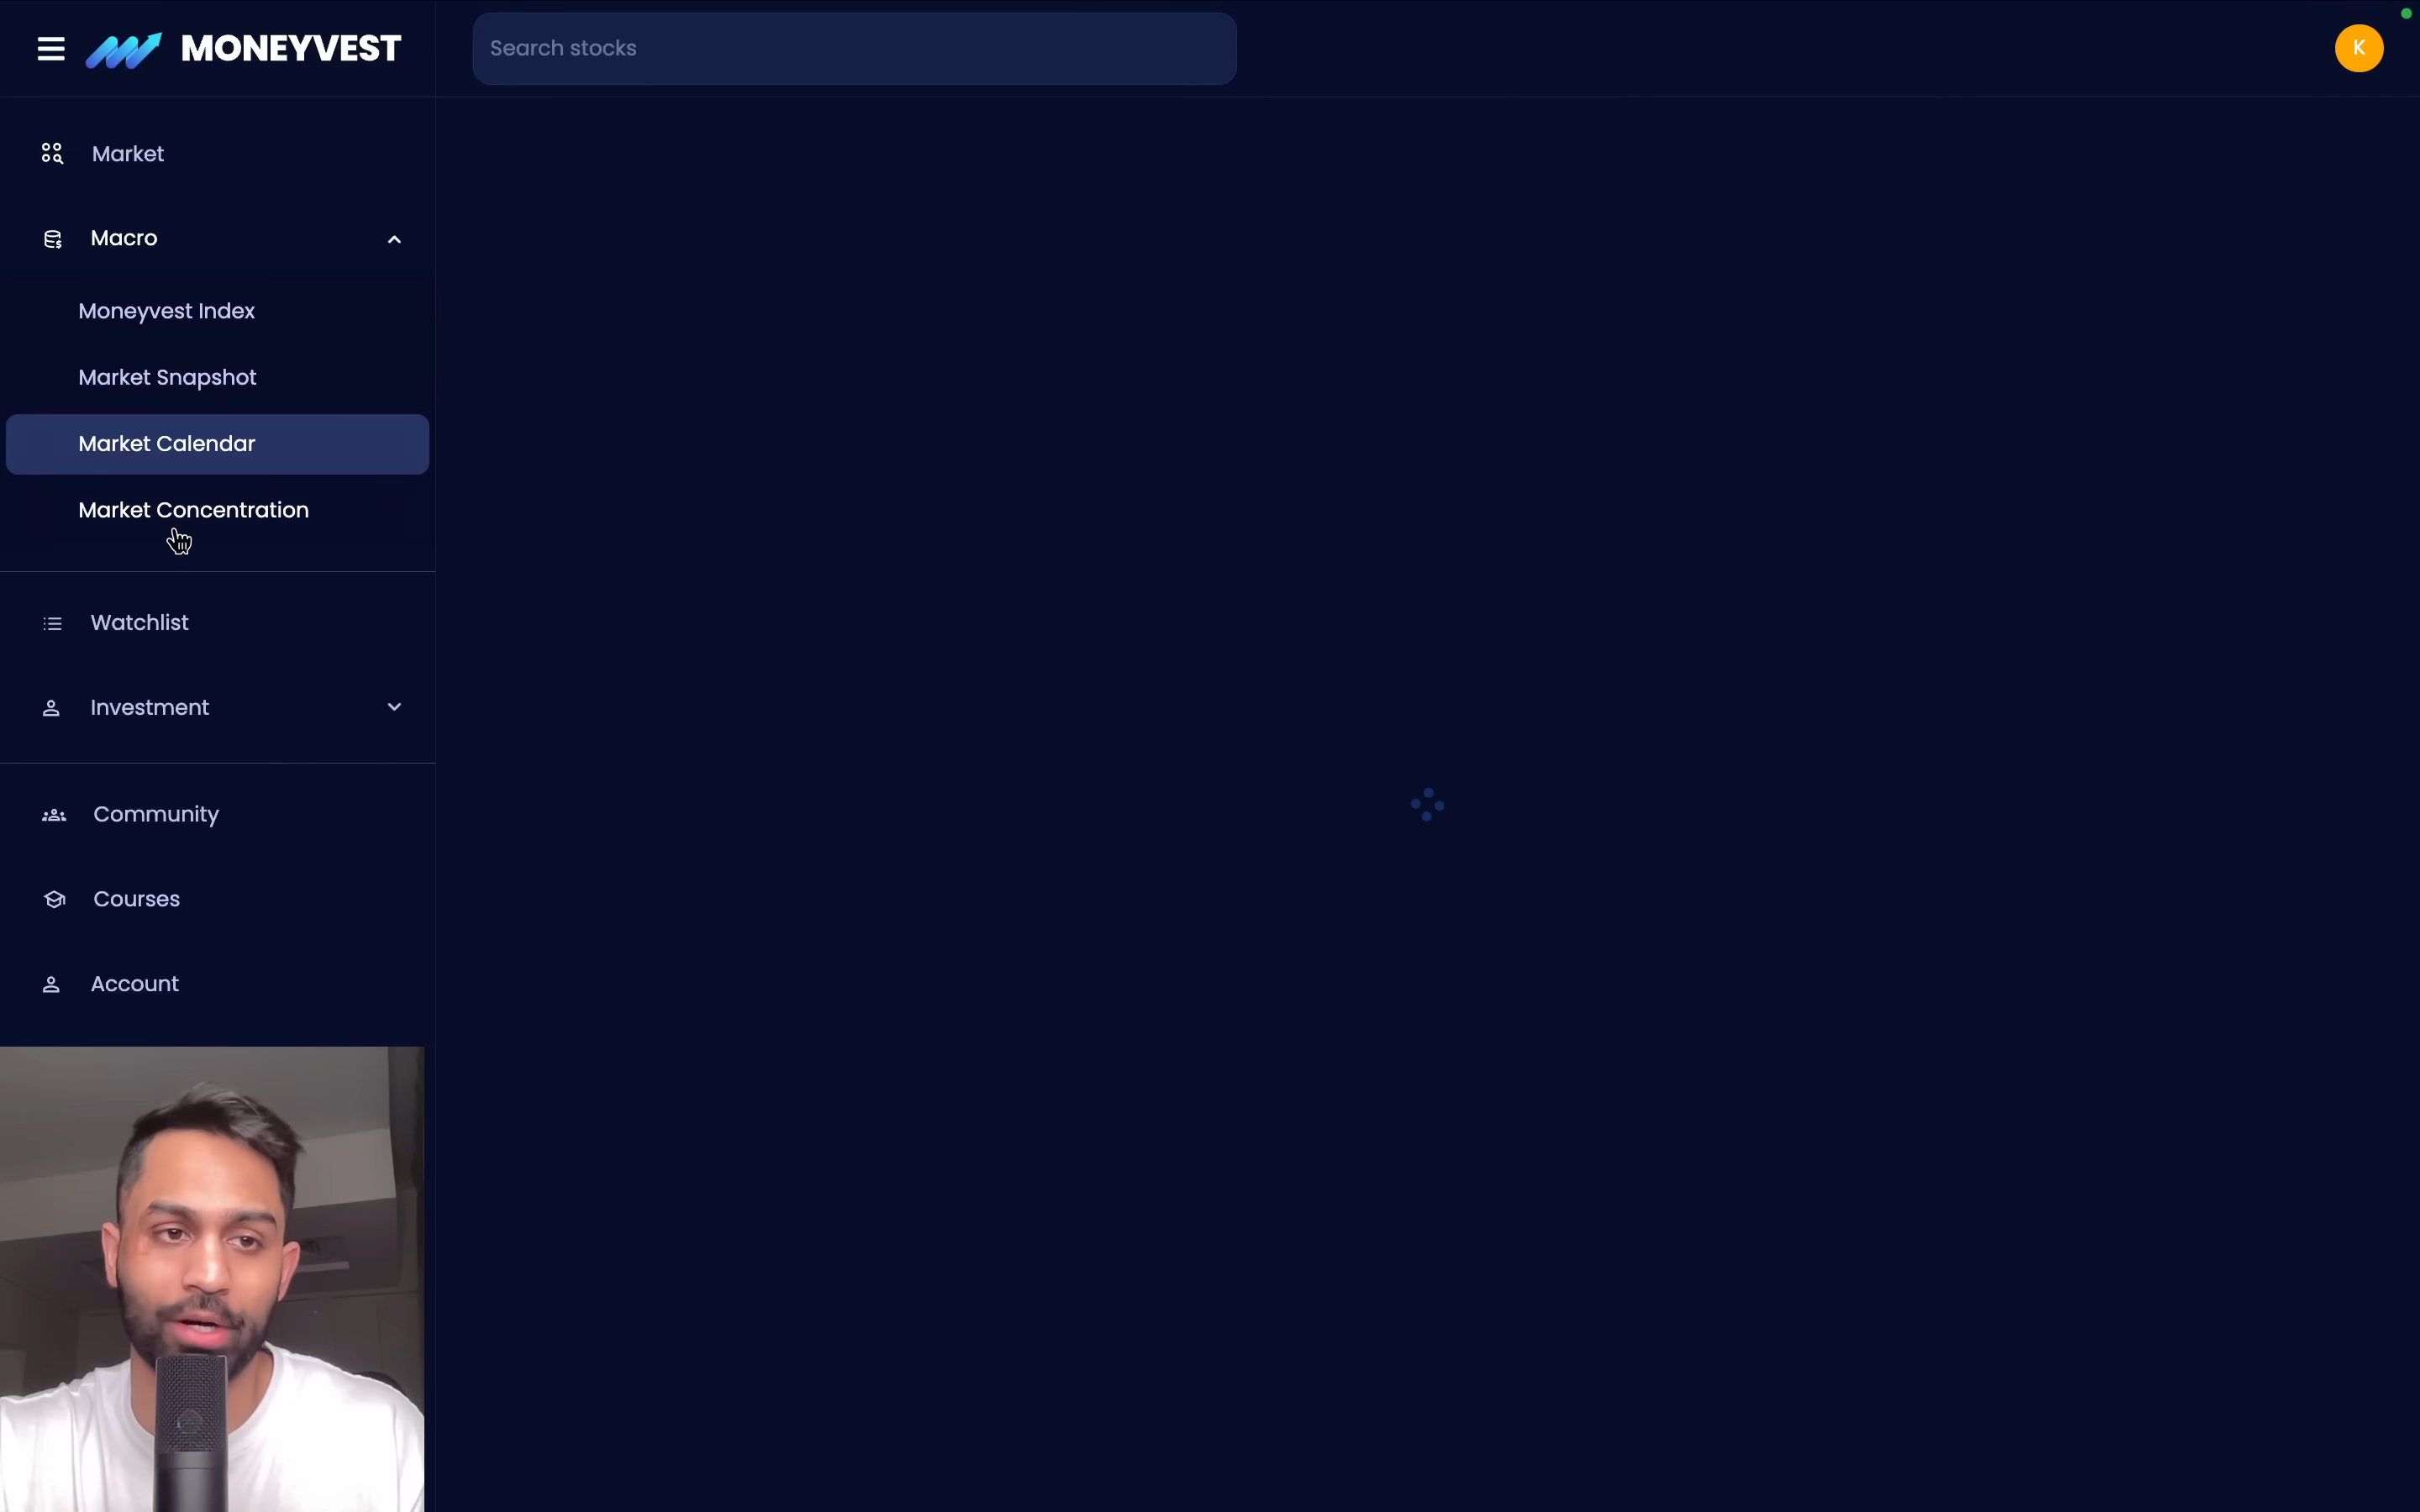 MONEYVEST
Search stocks
K
Market
Macro
Moneyvest Index
Market Snapshot
Market Calendar
Market Concentration
Watchlist
Investment
Community
Courses
Account